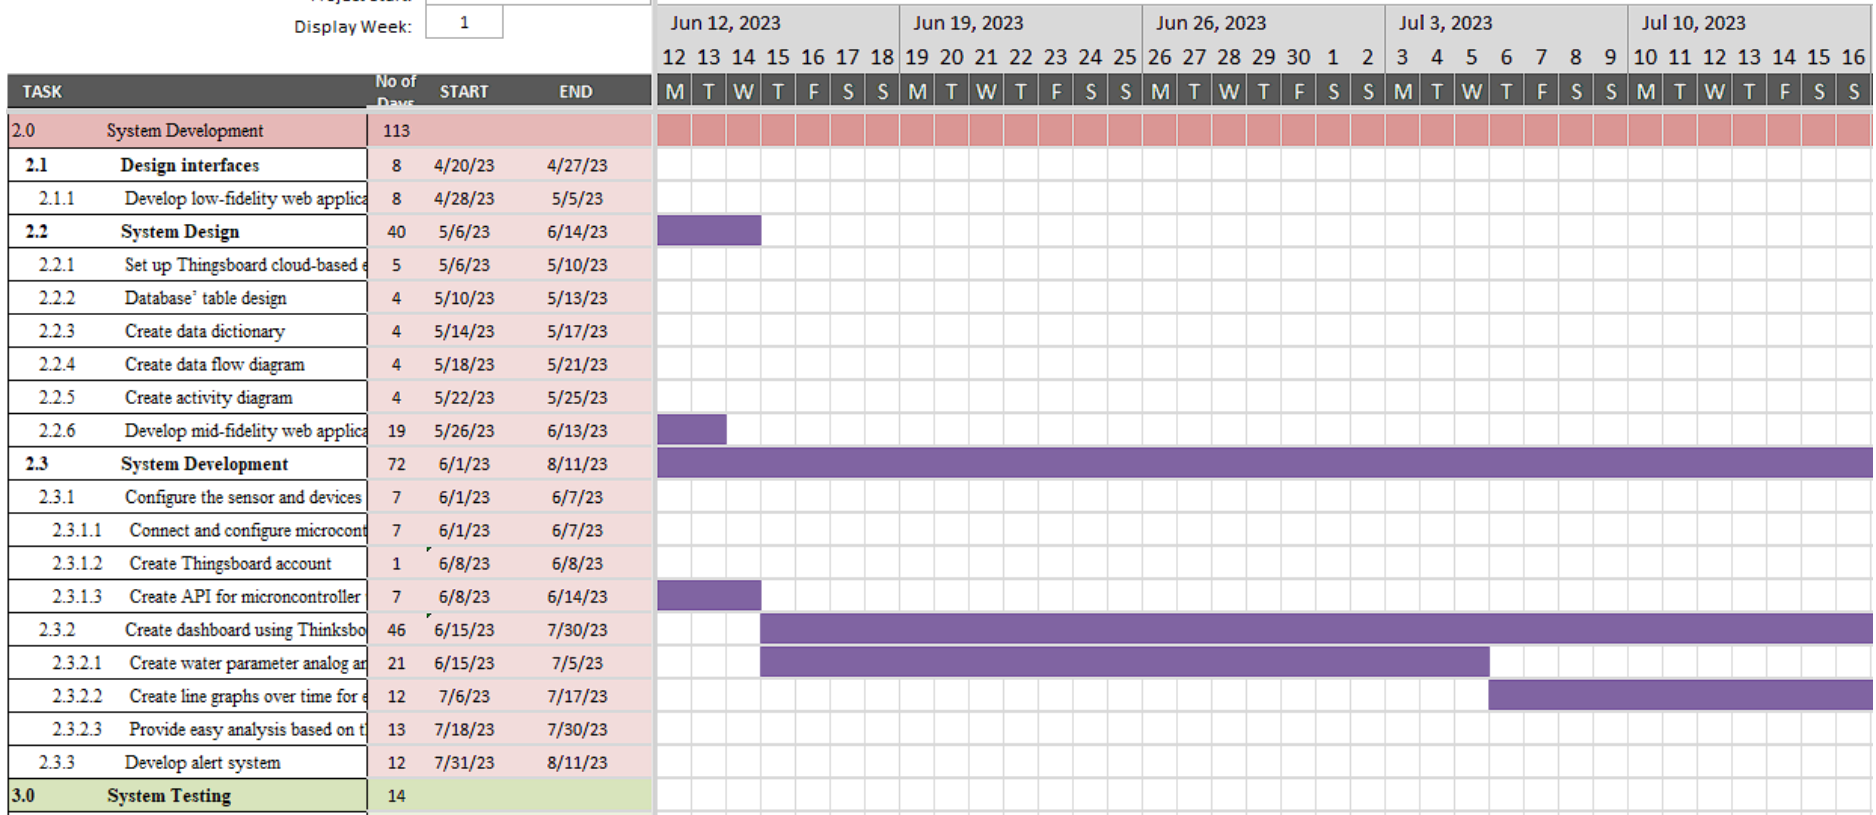 Project Start:
Display Week: 1
Jun 12, 2023 Jun 19, 2023 Jun 26, 2023 Jul 3, 2023 Jul 10, 2023
12 13 14 15 16 17 18 19 20 21 22 23 24 25 26 27 28 29 30 1 2 3 4 5 6 7 8 9 10 11 12 13 14 15 16
TASK No of Days START END M T W T F S S M T W T F S S M T W T F S S M T W T F S S M T W T F S S
2.0 System Development 113
2.1 Design interfaces 8 4/20/23 4/27/23
2.1.1 Develop low-fidelity web applica 8 4/28/23 5/5/23
2.2 System Design 40 5/6/23 6/14/23
2.2.1 Set up Thingsboard cloud-based e 5 5/6/23 5/10/23
2.2.2 Database' table design 4 5/10/23 5/13/23
2.2.3 Create data dictionary 4 5/14/23 5/17/23
2.2.4 Create data flow diagram 4 5/18/23 5/21/23
2.2.5 Create activity diagram 4 5/22/23 5/25/23
2.2.6 Develop mid-fidelity web applica 19 5/26/23 6/13/23
2.3 System Development 72 6/1/23 8/11/23
2.3.1 Configure the sensor and devices 7 6/1/23 6/7/23
2.3.1.1 Connect and configure microcont 7 6/1/23 6/7/23
2.3.1.2 Create Thingsboard account 1 6/8/23 6/8/23
2.3.1.3 Create API for microncontroller 7 6/8/23 6/14/23
2.3.2 Create dashboard using Thinksbo 46 6/15/23 7/30/23
2.3.2.1 Create water parameter analog an 21 6/15/23 7/5/23
2.3.2.2 Create line graphs over time for e 12 7/6/23 7/17/23
2.3.2.3 Provide easy analysis based on t 13 7/18/23 7/30/23
2.3.3 Develop alert system 12 7/31/23 8/11/23
3.0 System Testing 14